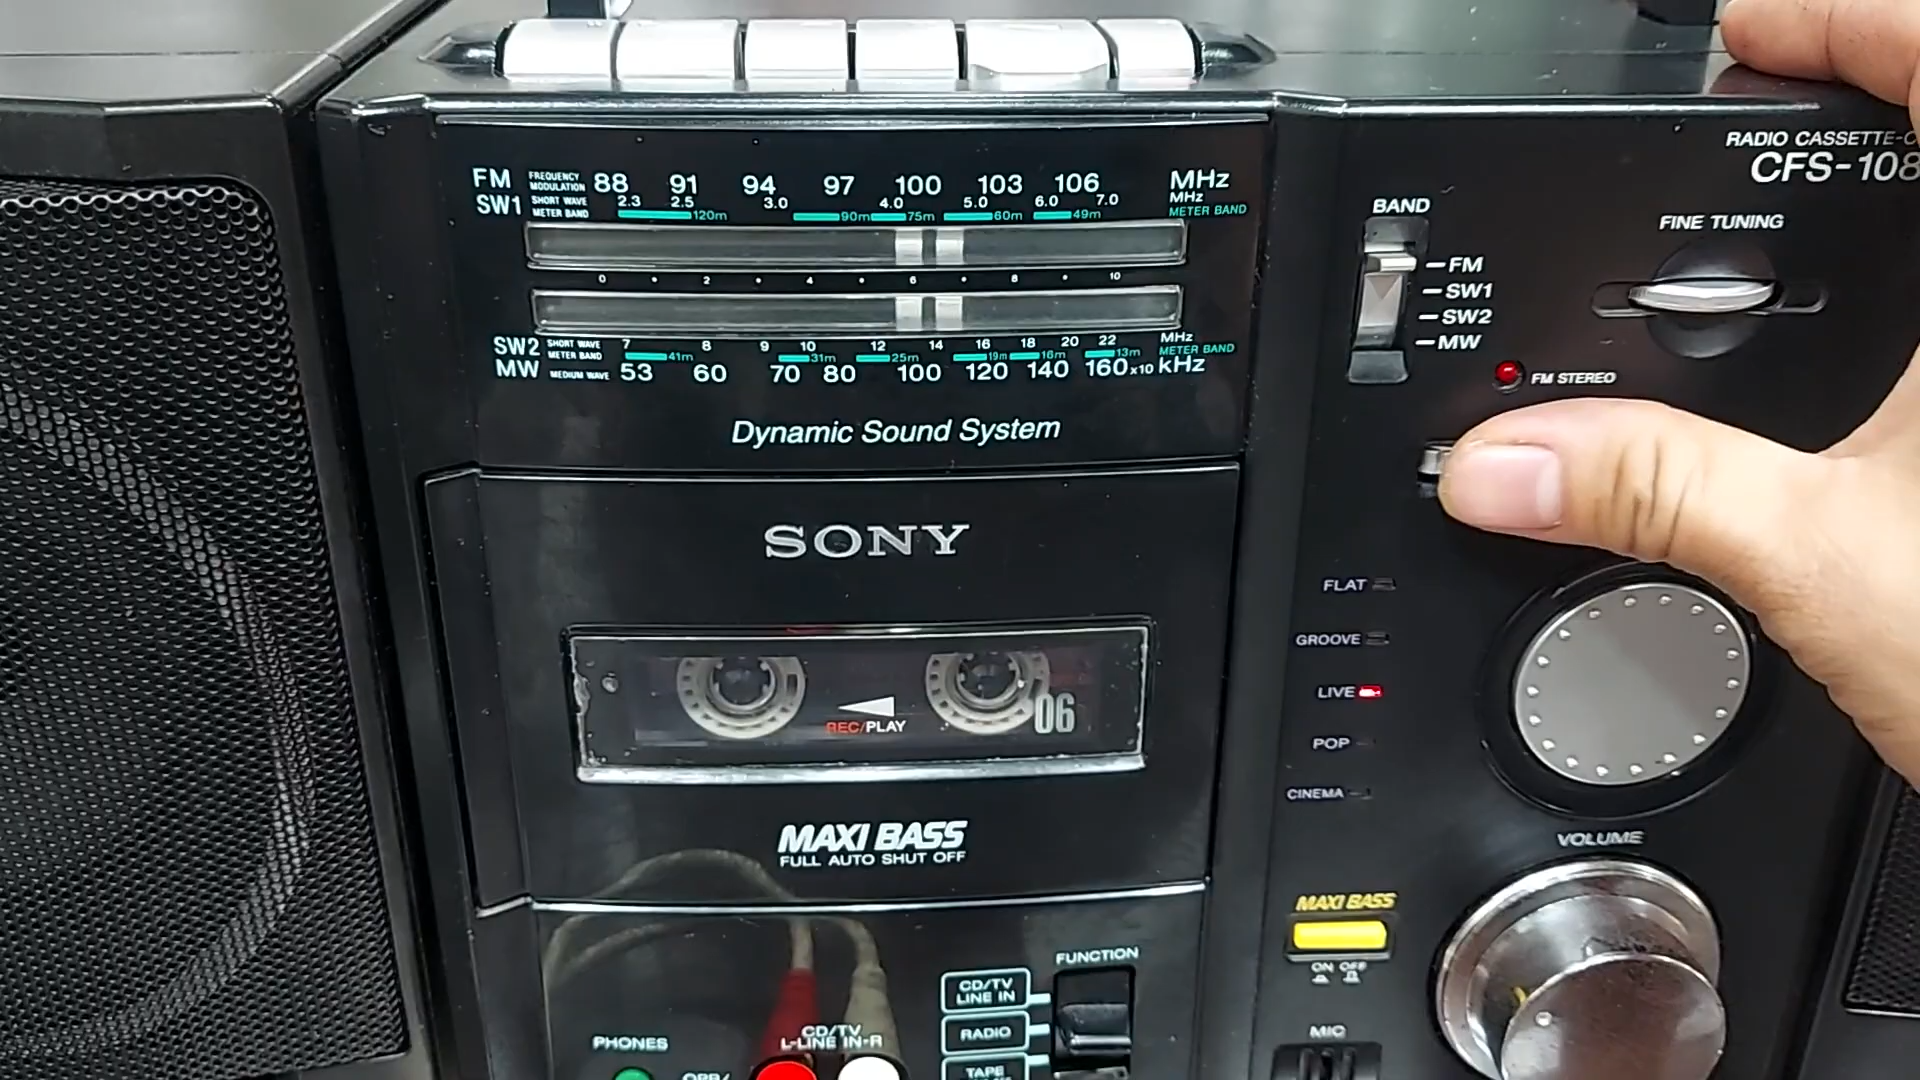 RADIO CASSETTE-
CFS-108
FM FREQUENCY MODULATION 88 91 94 97 100 103 106 MHz
SW1 SHORT WAVE 2.3 2.5 3.0 4.0 5.0 6.0 7.0 MHz
METER BAND 120m 90m 75m 60m 49m METER BAND
0 2 4 6 8 10
SW2 SHORT WAVE 7 8 9 10 12 14 16 18 20 22 MHz
METER BAND 41m 31m 25m 19m 16m 13m METER BAND
MW MEDIUM WAVE 53 60 70 80 100 120 140 160x10 kHz
Dynamic Sound System
BAND
FM
SW1
SW2
MW
FINE TUNING
FM STEREO
SONY
REC/PLAY
06
MAXI BASS
FULL AUTO SHUT OFF
FLAT
GROOVE
LIVE
POP
CINEMA
VOLUME
MAXI BASS
ON OFF
MIC
FUNCTION
CD/TV
LINE IN
RADIO
TAPE
PHONES
CD/TV
L-LINE IN-R